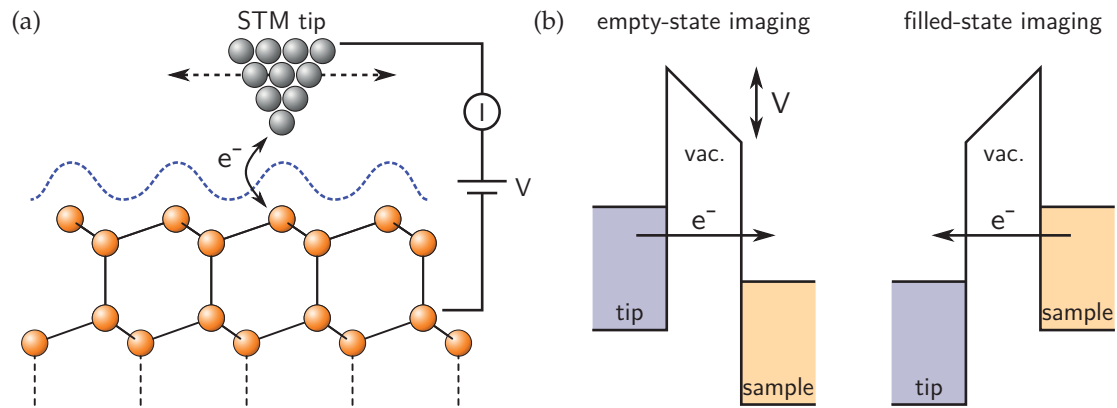 (a)
STM tip
I
e⁻
V
(b)
empty-state imaging
filled-state imaging
V
vac.
vac.
e⁻
e⁻
tip
sample
sample
tip